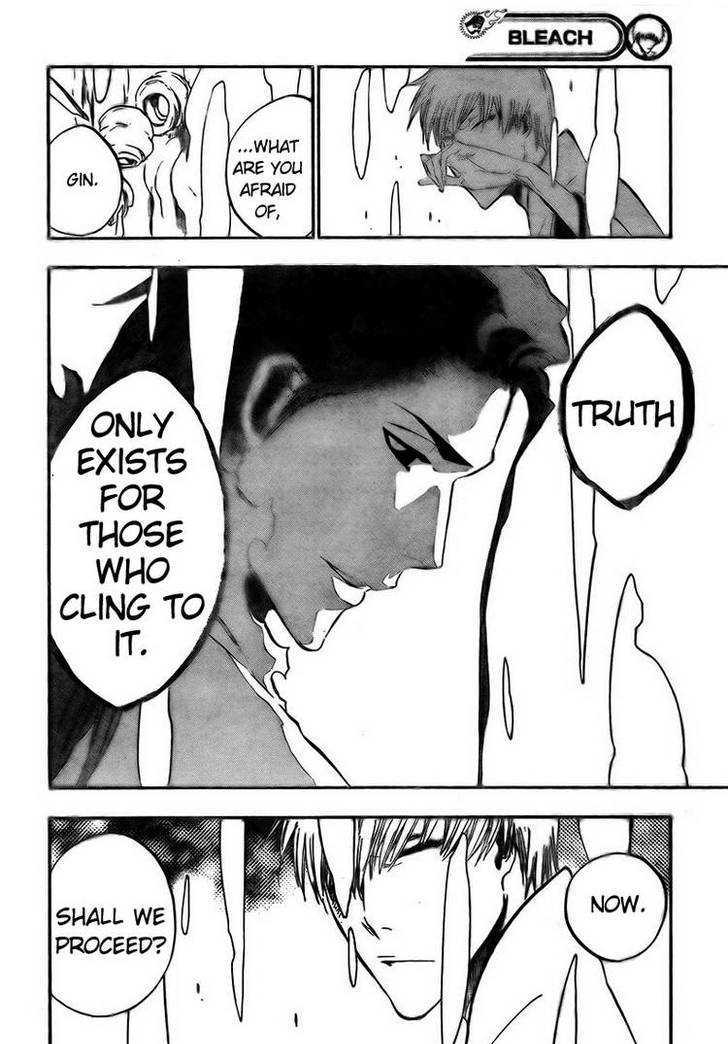 BLEACH
...WHAT
ARE YOU
AFRAID
OF,
GIN.
TRUTH
ONLY
EXISTS
FOR
THOSE
WHO
CLING TO
IT.
NOW.
SHALL WE
PROCEED?